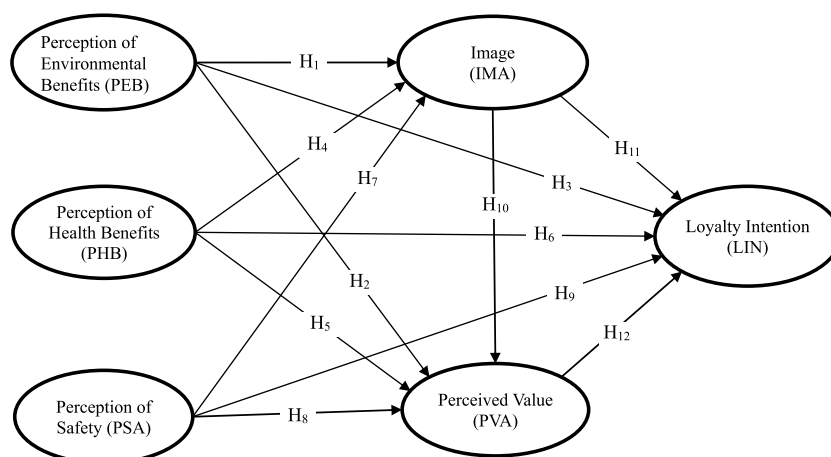 Perception of
Environmental
Benefits (PEB)
H₁
Image
(IMA)
H₄
H₇
H₁₁
H₃
H₁₀
Perception of
Health Benefits
(PHB)
H₆
Loyalty Intention
(LIN)
H₂
H₉
H₅
H₁₂
Perception of
Safety (PSA)
H₈
Perceived Value
(PVA)